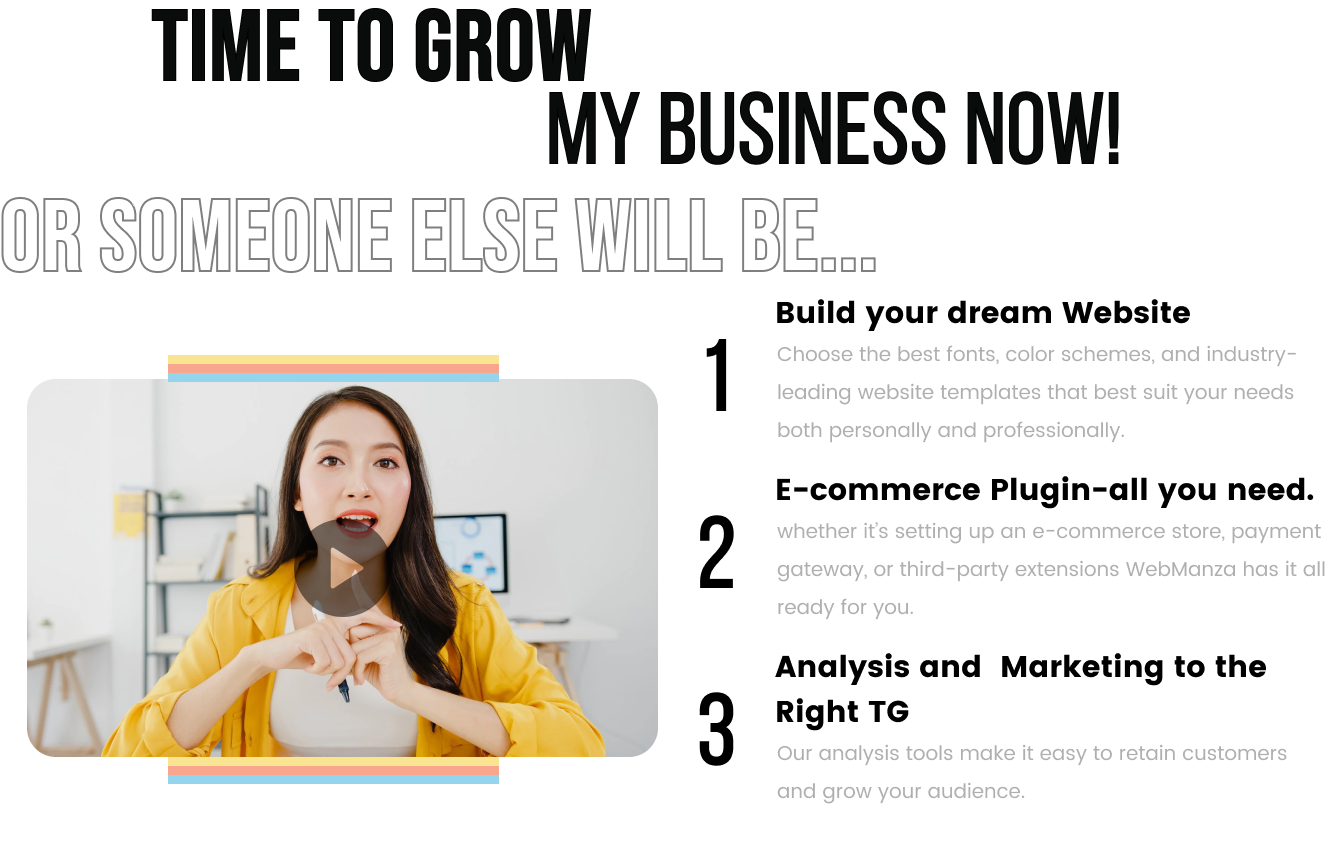 TIME TO GROW
MY BUSINESS NOW!
OR SOMEONE ELSE WILL BE...
1
Build your dream Website
Choose the best fonts, color schemes, and industry-
leading website templates that best suit your needs
both personally and professionally.
2
E-commerce Plugin-all you need.
whether it's setting up an e-commerce store, payment
gateway, or third-party extensions WebManza has it all
ready for you.
3
Analysis and  Marketing to the
Right TG
Our analysis tools make it easy to retain customers
and grow your audience.